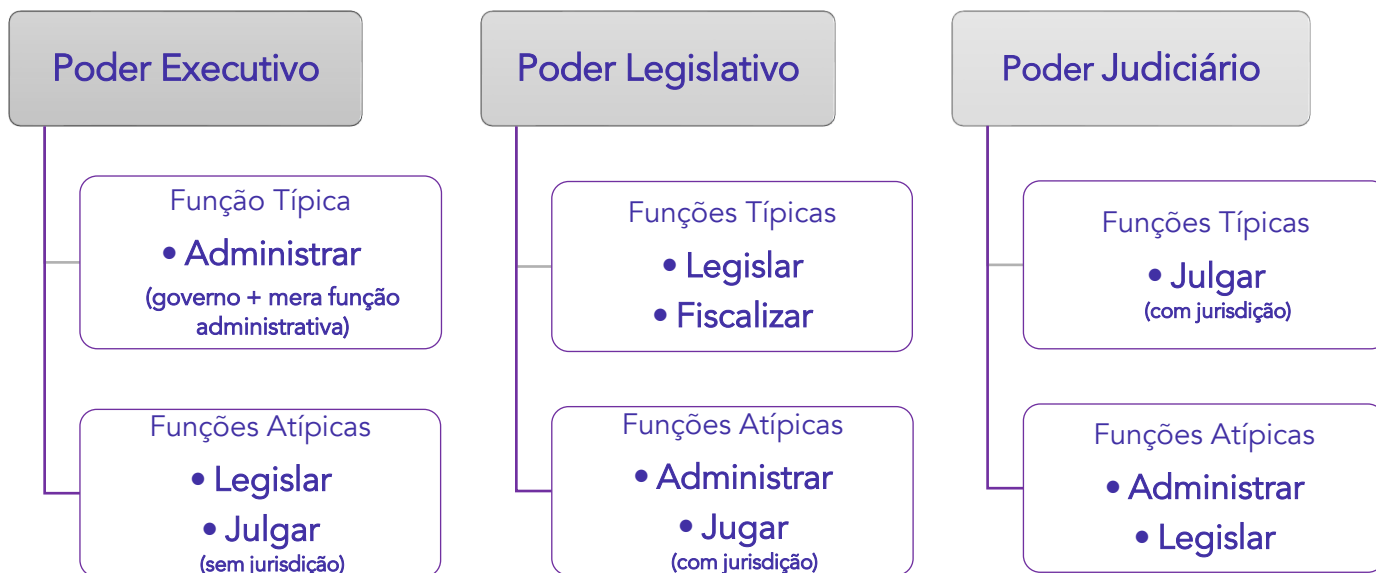 Poder Executivo
Função Típica
• Administrar
(governo + mera função
administrativa)
Funções Atípicas
• Legislar
• Julgar
(sem jurisdição)
Poder Legislativo
Funções Típicas
• Legislar
• Fiscalizar
Funções Atípicas
• Administrar
• Jugar
(com jurisdição)
Poder Judiciário
Funções Típicas
• Julgar
(com jurisdição)
Funções Atípicas
• Administrar
• Legislar